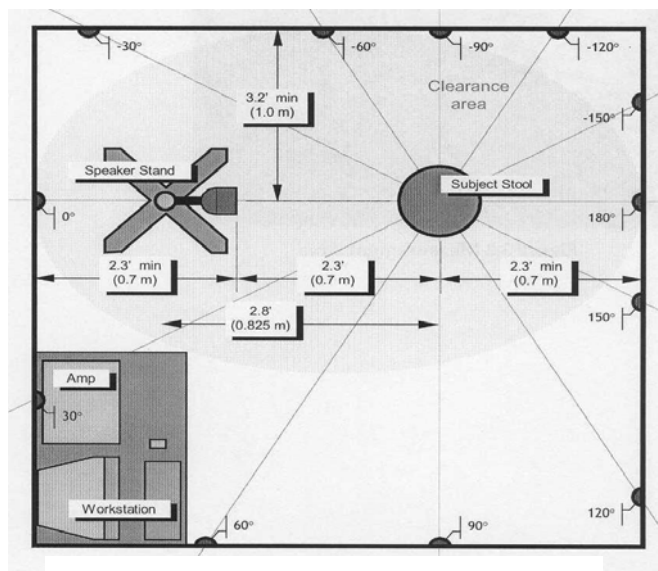 -30°
-60°
-90°
-120°
Clearance
area
3.2' min
(1.0 m)
-150°
Speaker Stand
Subject Stool
0°
180°
2.3' min
(0.7 m)
2.3'
(0.7 m)
2.3' min
(0.7 m)
2.8'
(0.825 m)
150°
Amp
30°
Workstation
60°
90°
120°